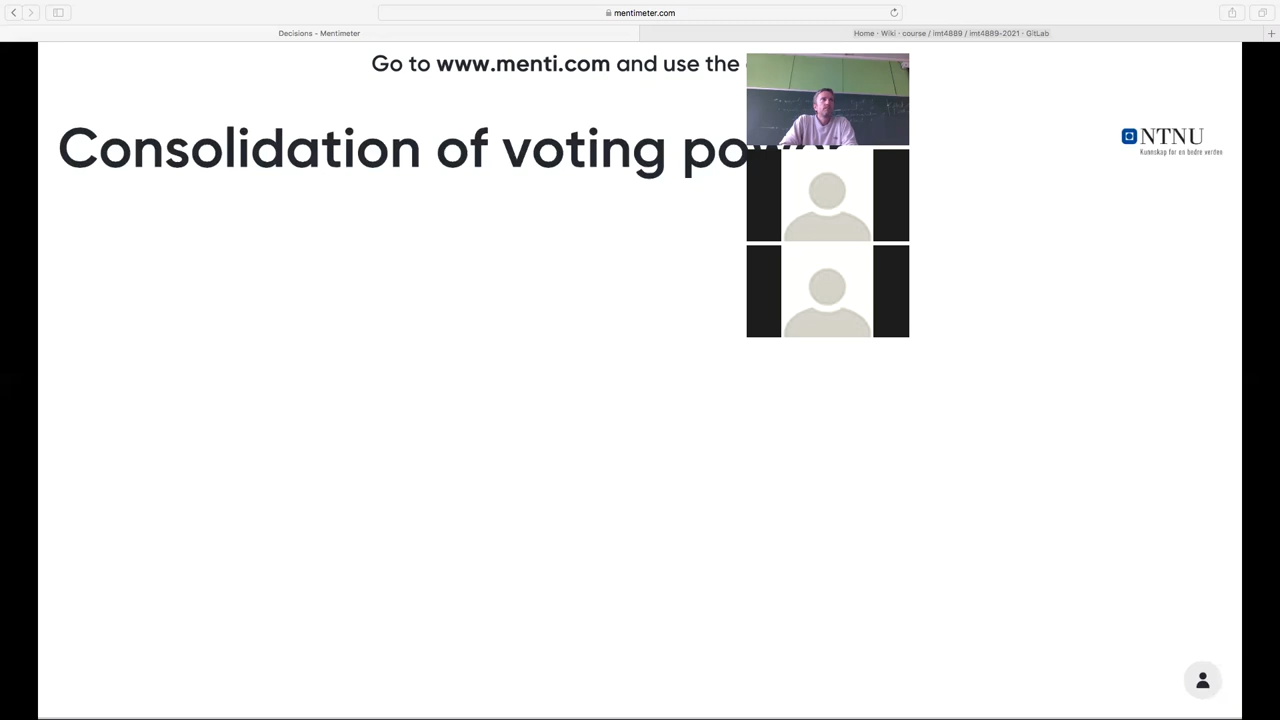 mentimeter.com
Decisions - Mentimeter
Home · Wiki · course / imt4889 / imt4889-2021 · GitLab
Go to www.menti.com and use the
Consolidation of voting power
NTNU
Kunnskap for en bedre verden